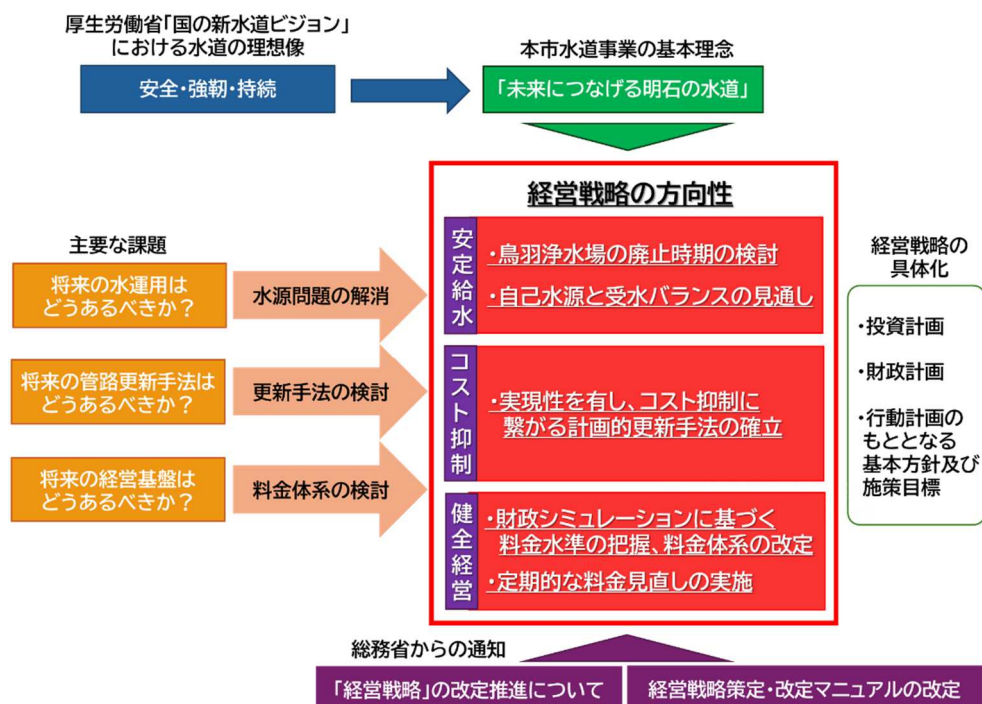 厚生労働省「国の新水道ビジョン」
における水道の理想像
安全・強靭・持続
本市水道事業の基本理念
「未来につなげる明石の水道」
主要な課題
将来の水運用は
どうあるべきか？
水源問題の解消
将来の管路更新手法は
どうあるべきか？
更新手法の検討
将来の経営基盤は
どうあるべきか？
料金体系の検討
経営戦略の方向性
安定給水
・鳥羽浄水場の廃止時期の検討
・自己水源と受水バランスの見通し
コスト抑制
・実現性を有し、コスト抑制に
繋がる計画的更新手法の確立
健全経営
・財政シミュレーションに基づく
料金水準の把握、料金体系の改定
・定期的な料金見直しの実施
経営戦略の
具体化
・投資計画
・財政計画
・行動計画の
もととなる
基本方針及び
施策目標
総務省からの通知
「経営戦略」の改定推進について
経営戦略策定・改定マニュアルの改定